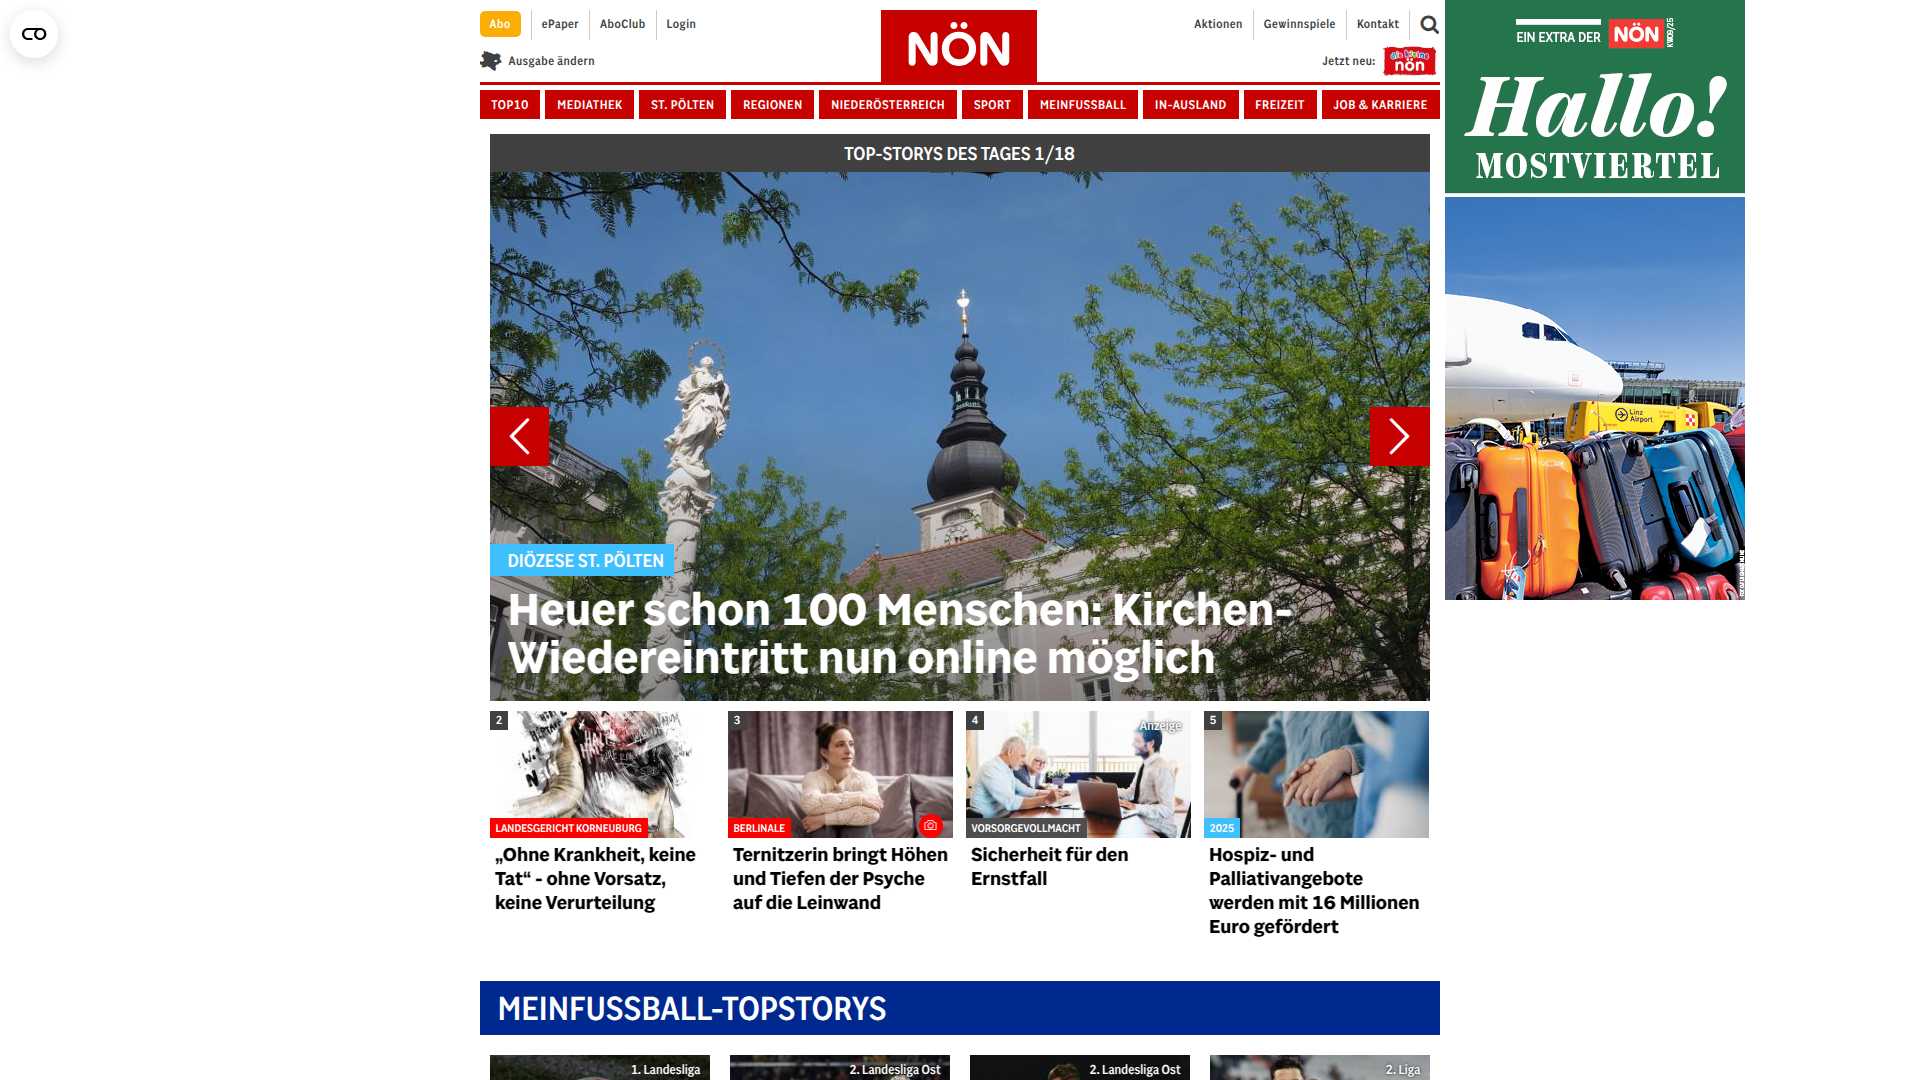 Abo
ePaper
AboClub
Login
NÖN
Aktionen
Gewinnspiele
Kontakt
Ausgabe ändern
Jetzt neu:
die kleine
nön
TOP10
MEDIATHEK
ST. PÖLTEN
REGIONEN
NIEDERÖSTERREICH
SPORT
MEINFUSSBALL
IN-AUSLAND
FREIZEIT
JOB & KARRIERE
EIN EXTRA DER
NÖN
KW09/25
Hallo!
MOSTVIERTEL
Linz
Airport
TOP-STORYS DES TAGES 1/18
DIÖZESE ST. PÖLTEN
Heuer schon 100 Menschen: Kirchen-
Wiedereintritt nun online möglich
2
LANDESGERICHT KORNEUBURG
„Ohne Krankheit, keine
Tat“ - ohne Vorsatz,
keine Verurteilung
3
BERLINALE
Ternitzerin bringt Höhen
und Tiefen der Psyche
auf die Leinwand
4
Anzeige
VORSORGEVOLLMACHT
Sicherheit für den
Ernstfall
5
2025
Hospiz- und
Palliativangebote
werden mit 16 Millionen
Euro gefördert
MEINFUSSBALL-TOPSTORYS
1. Landesliga
2. Landesliga Ost
2. Landesliga Ost
2. Liga